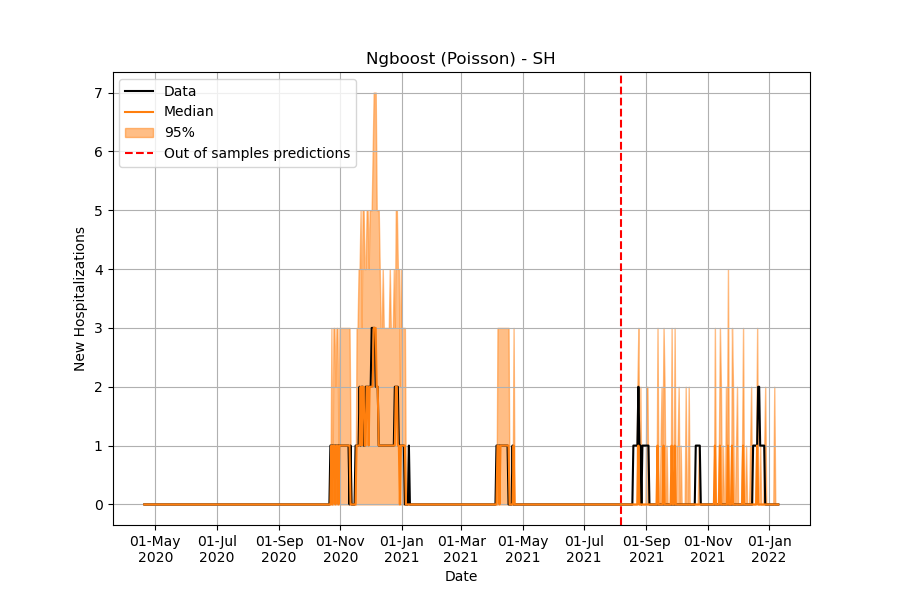 Ngboost (Poisson) - SH
Data
Median
95%
Out of samples predictions
New Hospitalizations
7
6
5
4
3
2
1
0
01-May 01-Jul 01-Sep 01-Nov 01-Jan 01-Mar 01-May 01-Jul 01-Sep 01-Nov 01-Jan
2020 2020 2020 2020 2021 2021 2021 2021 2021 2021 2022
Date